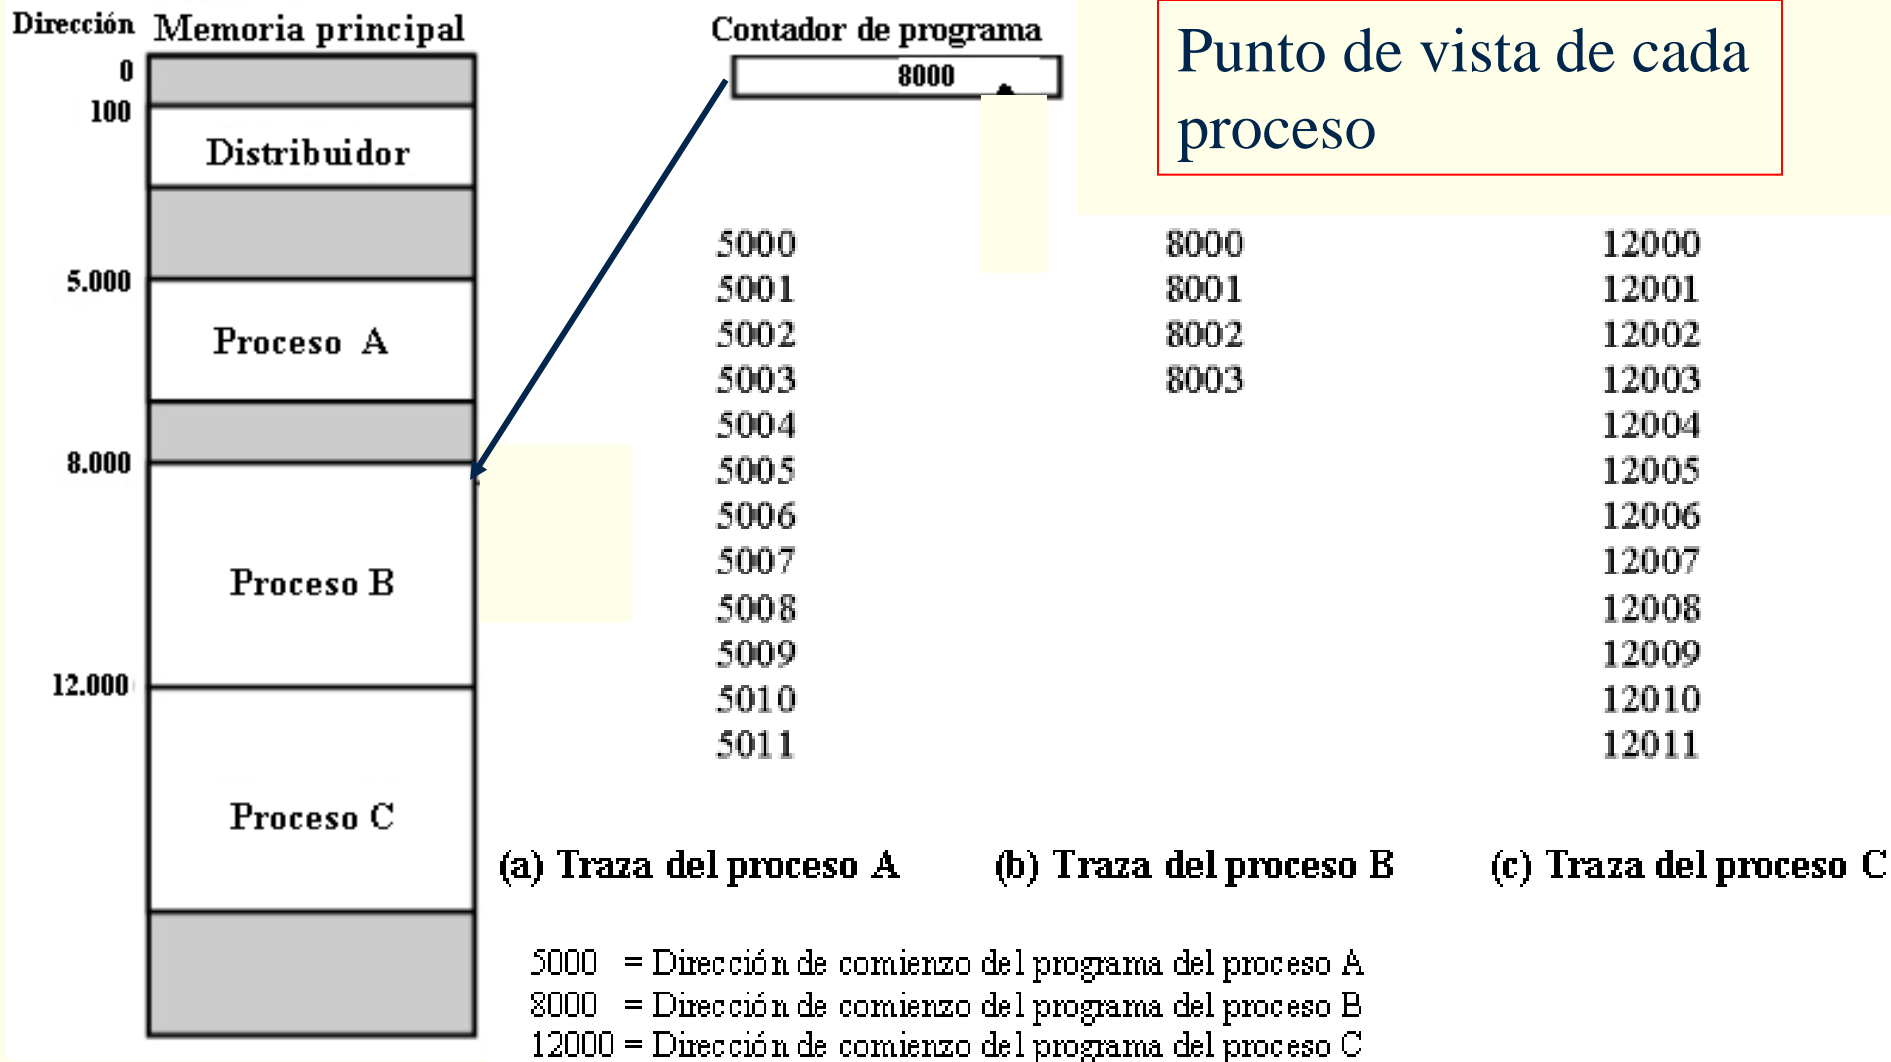 Dirección
Memoria principal
0
100
Distribuidor
5.000
Proceso A
8.000
Proceso B
12.000
Proceso C
Contador de programa
8000
Punto de vista de cada
proceso
5000
5001
5002
5003
5004
5005
5006
5007
5008
5009
5010
5011
(a) Traza del proceso A
8000
8001
8002
8003
(b) Traza del proceso B
12000
12001
12002
12003
12004
12005
12006
12007
12008
12009
12010
12011
(c) Traza del proceso C
5000 = Dirección de comienzo del programa del proceso A
8000 = Dirección de comienzo del programa del proceso B
12000 = Dirección de comienzo del programa del proceso C